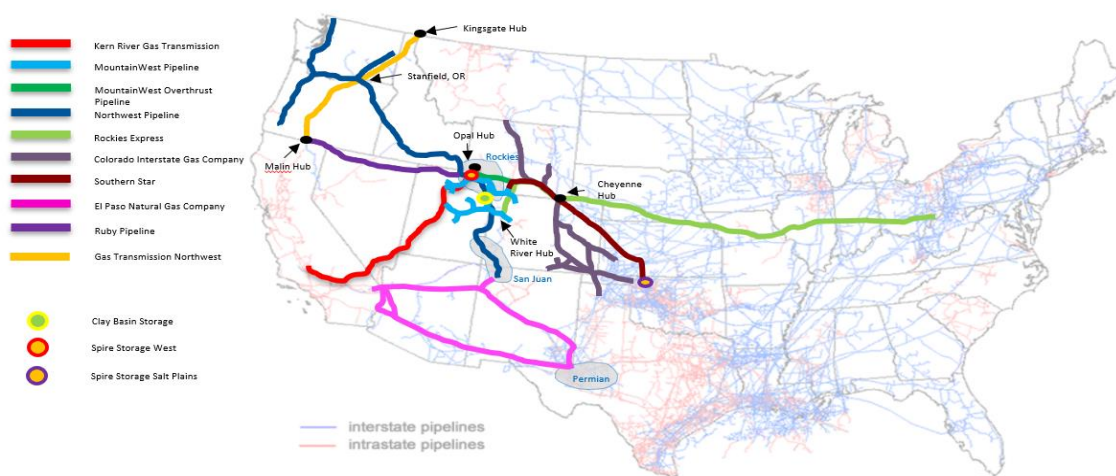 Kern River Gas Transmission
MountainWest Pipeline
MountainWest Overthrust
Pipeline
Northwest Pipeline
Rockies Express
Colorado Interstate Gas Company
Southern Star
El Paso Natural Gas Company
Ruby Pipeline
Gas Transmission Northwest
Clay Basin Storage
Spire Storage West
Spire Storage Salt Plains
Kingsgate Hub
Stanfield, OR
Opal Hub
Rockies
Malin Hub
Cheyenne
Hub
White
River Hub
San Juan
Permian
interstate pipelines
intrastate pipelines